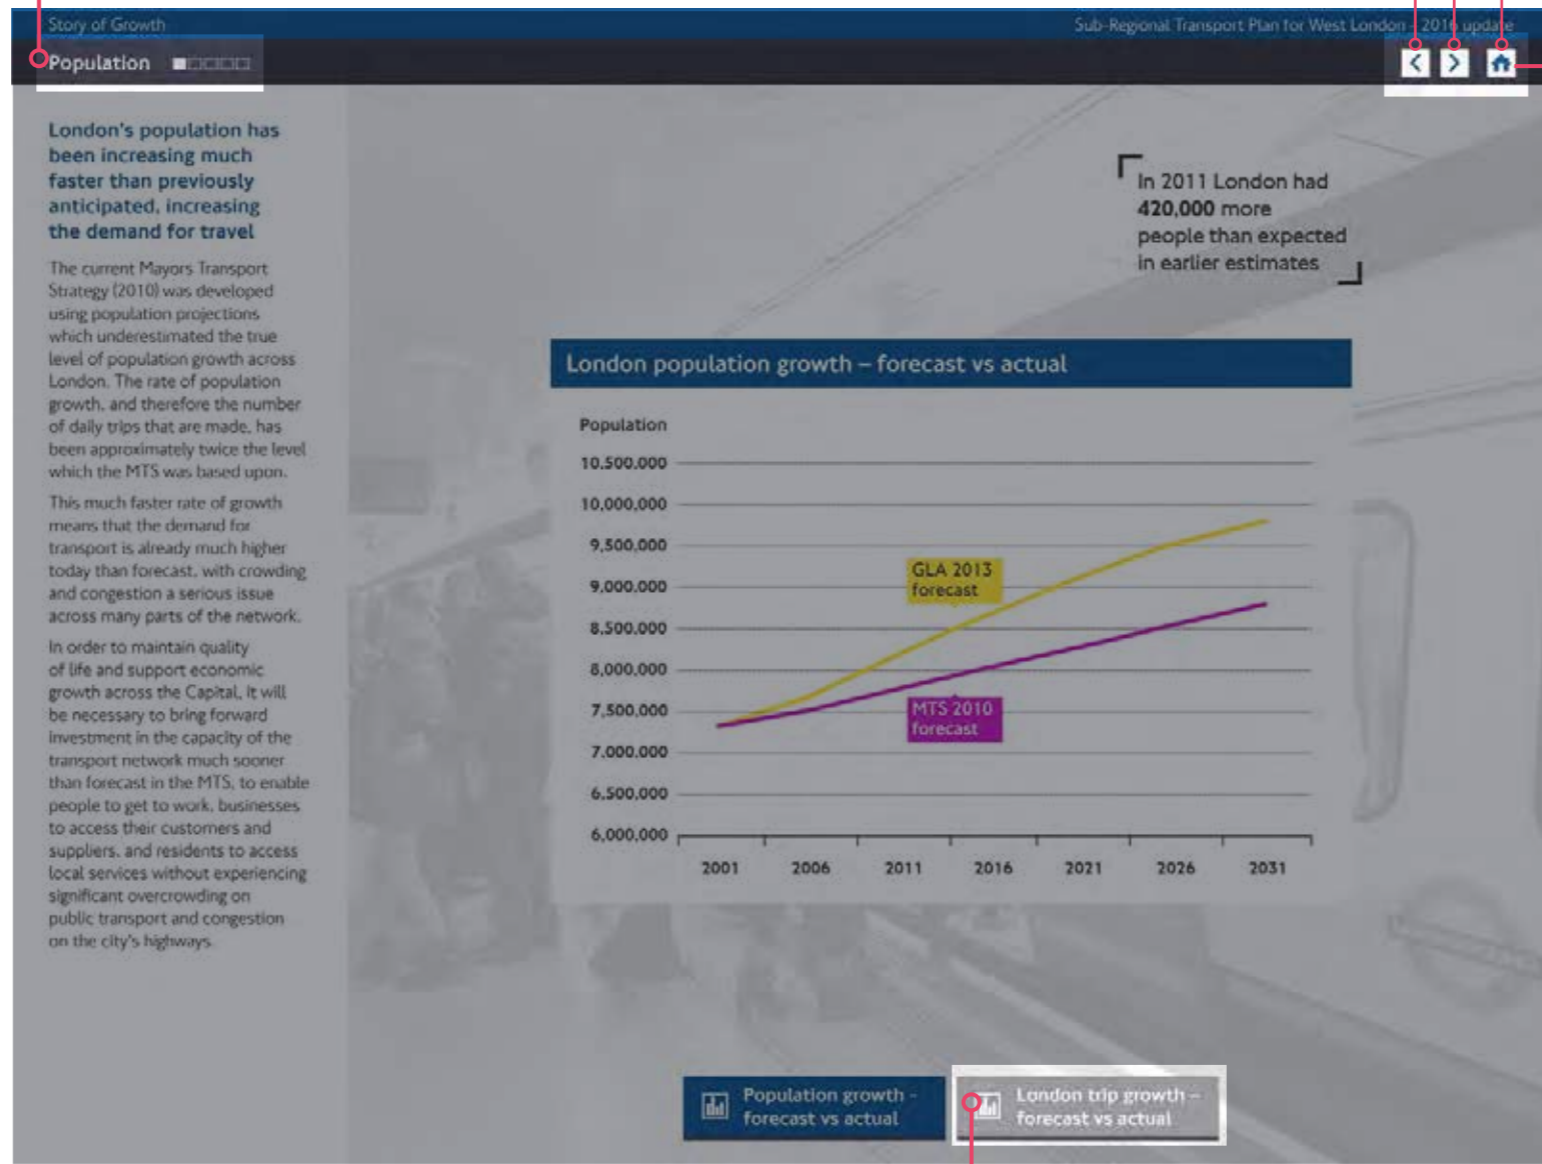 Story of Growth
Sub-Regional Transport Plan for West London - 2016 update
Population
London's population has
been increasing much
faster than previously
anticipated, increasing
the demand for travel
The current Mayors Transport
Strategy (2010) was developed
using population projections
which underestimated the true
level of population growth across
London. The rate of population
growth, and therefore the number
of daily trips that are made, has
been approximately twice the level
which the MTS was based upon.
This much faster rate of growth
means that the demand for
transport is already much higher
today than forecast, with crowding
and congestion a serious issue
across many parts of the network.
In order to maintain quality
of life and support economic
growth across the Capital, it will
be necessary to bring forward
investment in the capacity of the
transport network much sooner
than forecast in the MTS, to enable
people to get to work, businesses
to access their customers and
suppliers, and residents to access
local services without experiencing
significant overcrowding on
public transport and congestion
on the city's highways.
In 2011 London had
420,000 more
people than expected
in earlier estimates
London population growth – forecast vs actual
Population
10,500,000
10,000,000
9,500,000
9,000,000
8,500,000
8,000,000
7,500,000
7,000,000
6,500,000
6,000,000
GLA 2013
forecast
MTS 2010
forecast
2001 2006 2011 2016 2021 2026 2031
Population growth -
forecast vs actual
London trip growth –
forecast vs actual